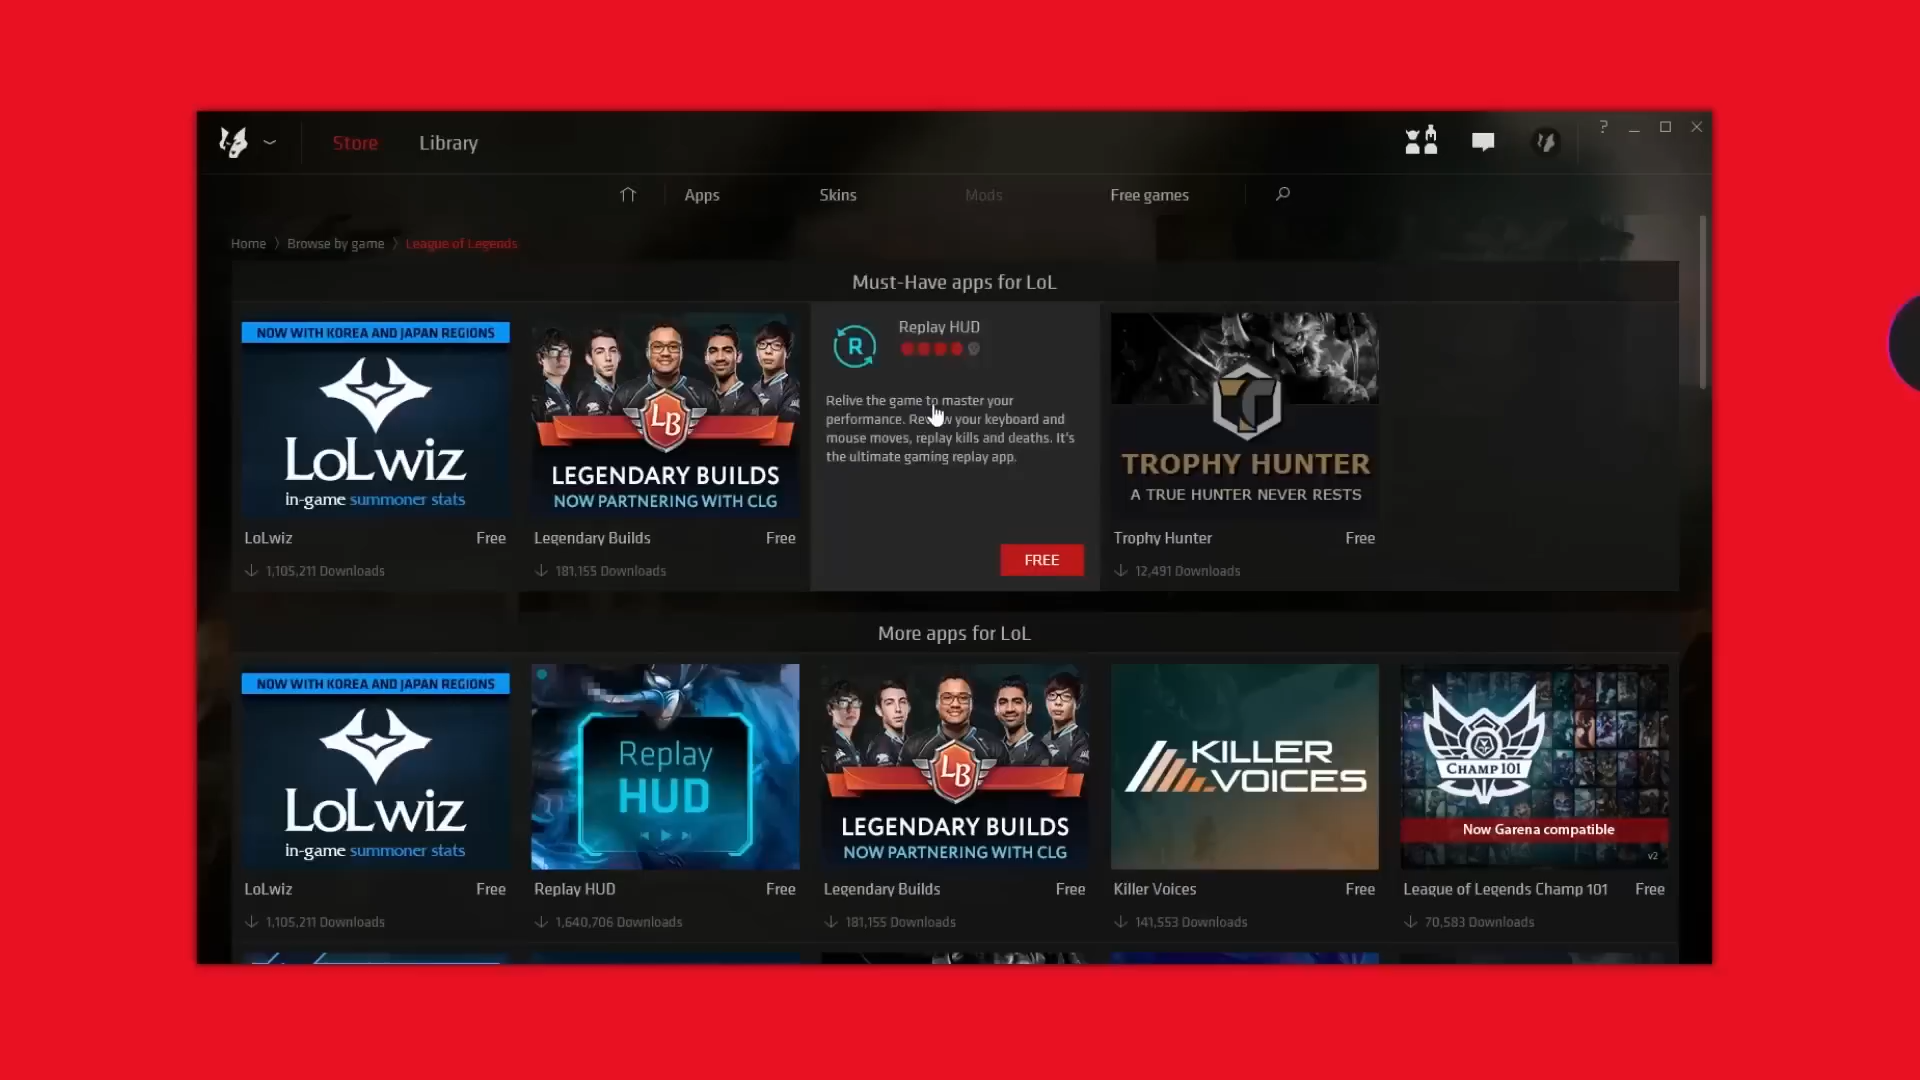 Store
Library
?
Apps
Skins
Mods
Free games
Home
Browse by game
League of Legends
Must-Have apps for LoL
NOW WITH KOREA AND JAPAN REGIONS
LOLWIZ
in-game summoner stats
LoLwiz
Free
1,105,211 Downloads
LB
LEGENDARY BUILDS
NOW PARTNERING WITH CLG
Legendary Builds
Free
181,155 Downloads
R
Replay HUD
Relive the game to master your
performance. Review your keyboard and
mouse moves, replay kills and deaths. It's
the ultimate gaming replay app.
FREE
TROPHY HUNTER
A TRUE HUNTER NEVER RESTS
Trophy Hunter
Free
12,491 Downloads
More apps for LoL
NOW WITH KOREA AND JAPAN REGIONS
LOLWIZ
in-game summoner stats
LoLwiz
Free
1,105,211 Downloads
Replay
HUD
Replay HUD
Free
1,640,706 Downloads
LB
LEGENDARY BUILDS
NOW PARTNERING WITH CLG
Legendary Builds
Free
181,155 Downloads
KILLER
VOICES
Killer Voices
Free
141,553 Downloads
CHAMP 101
Now Garena compatible
v2
League of Legends Champ 101
Free
70,583 Downloads